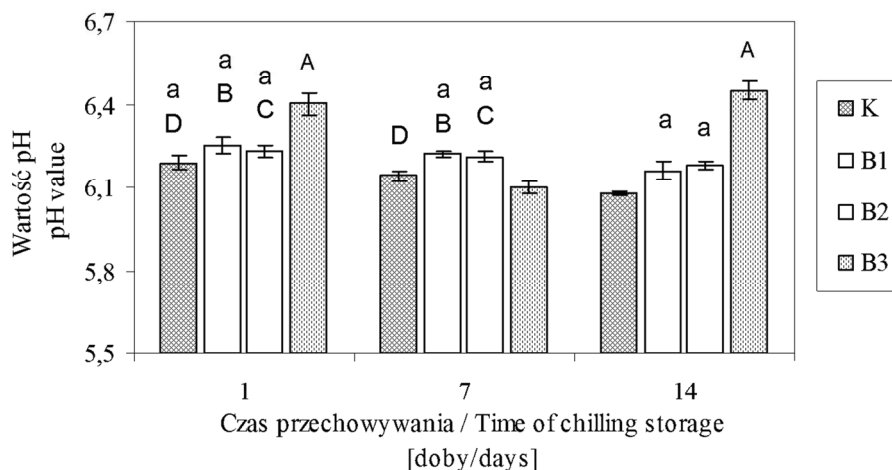 6,7
6,4
6,1
5,8
5,5
Wartość pH
pH value
a
D
a
B
a
C
A
D
a
B
a
C
a
a
A
1
7
14
Czas przechowywania / Time of chilling storage
[doby/days]
K
B1
B2
B3